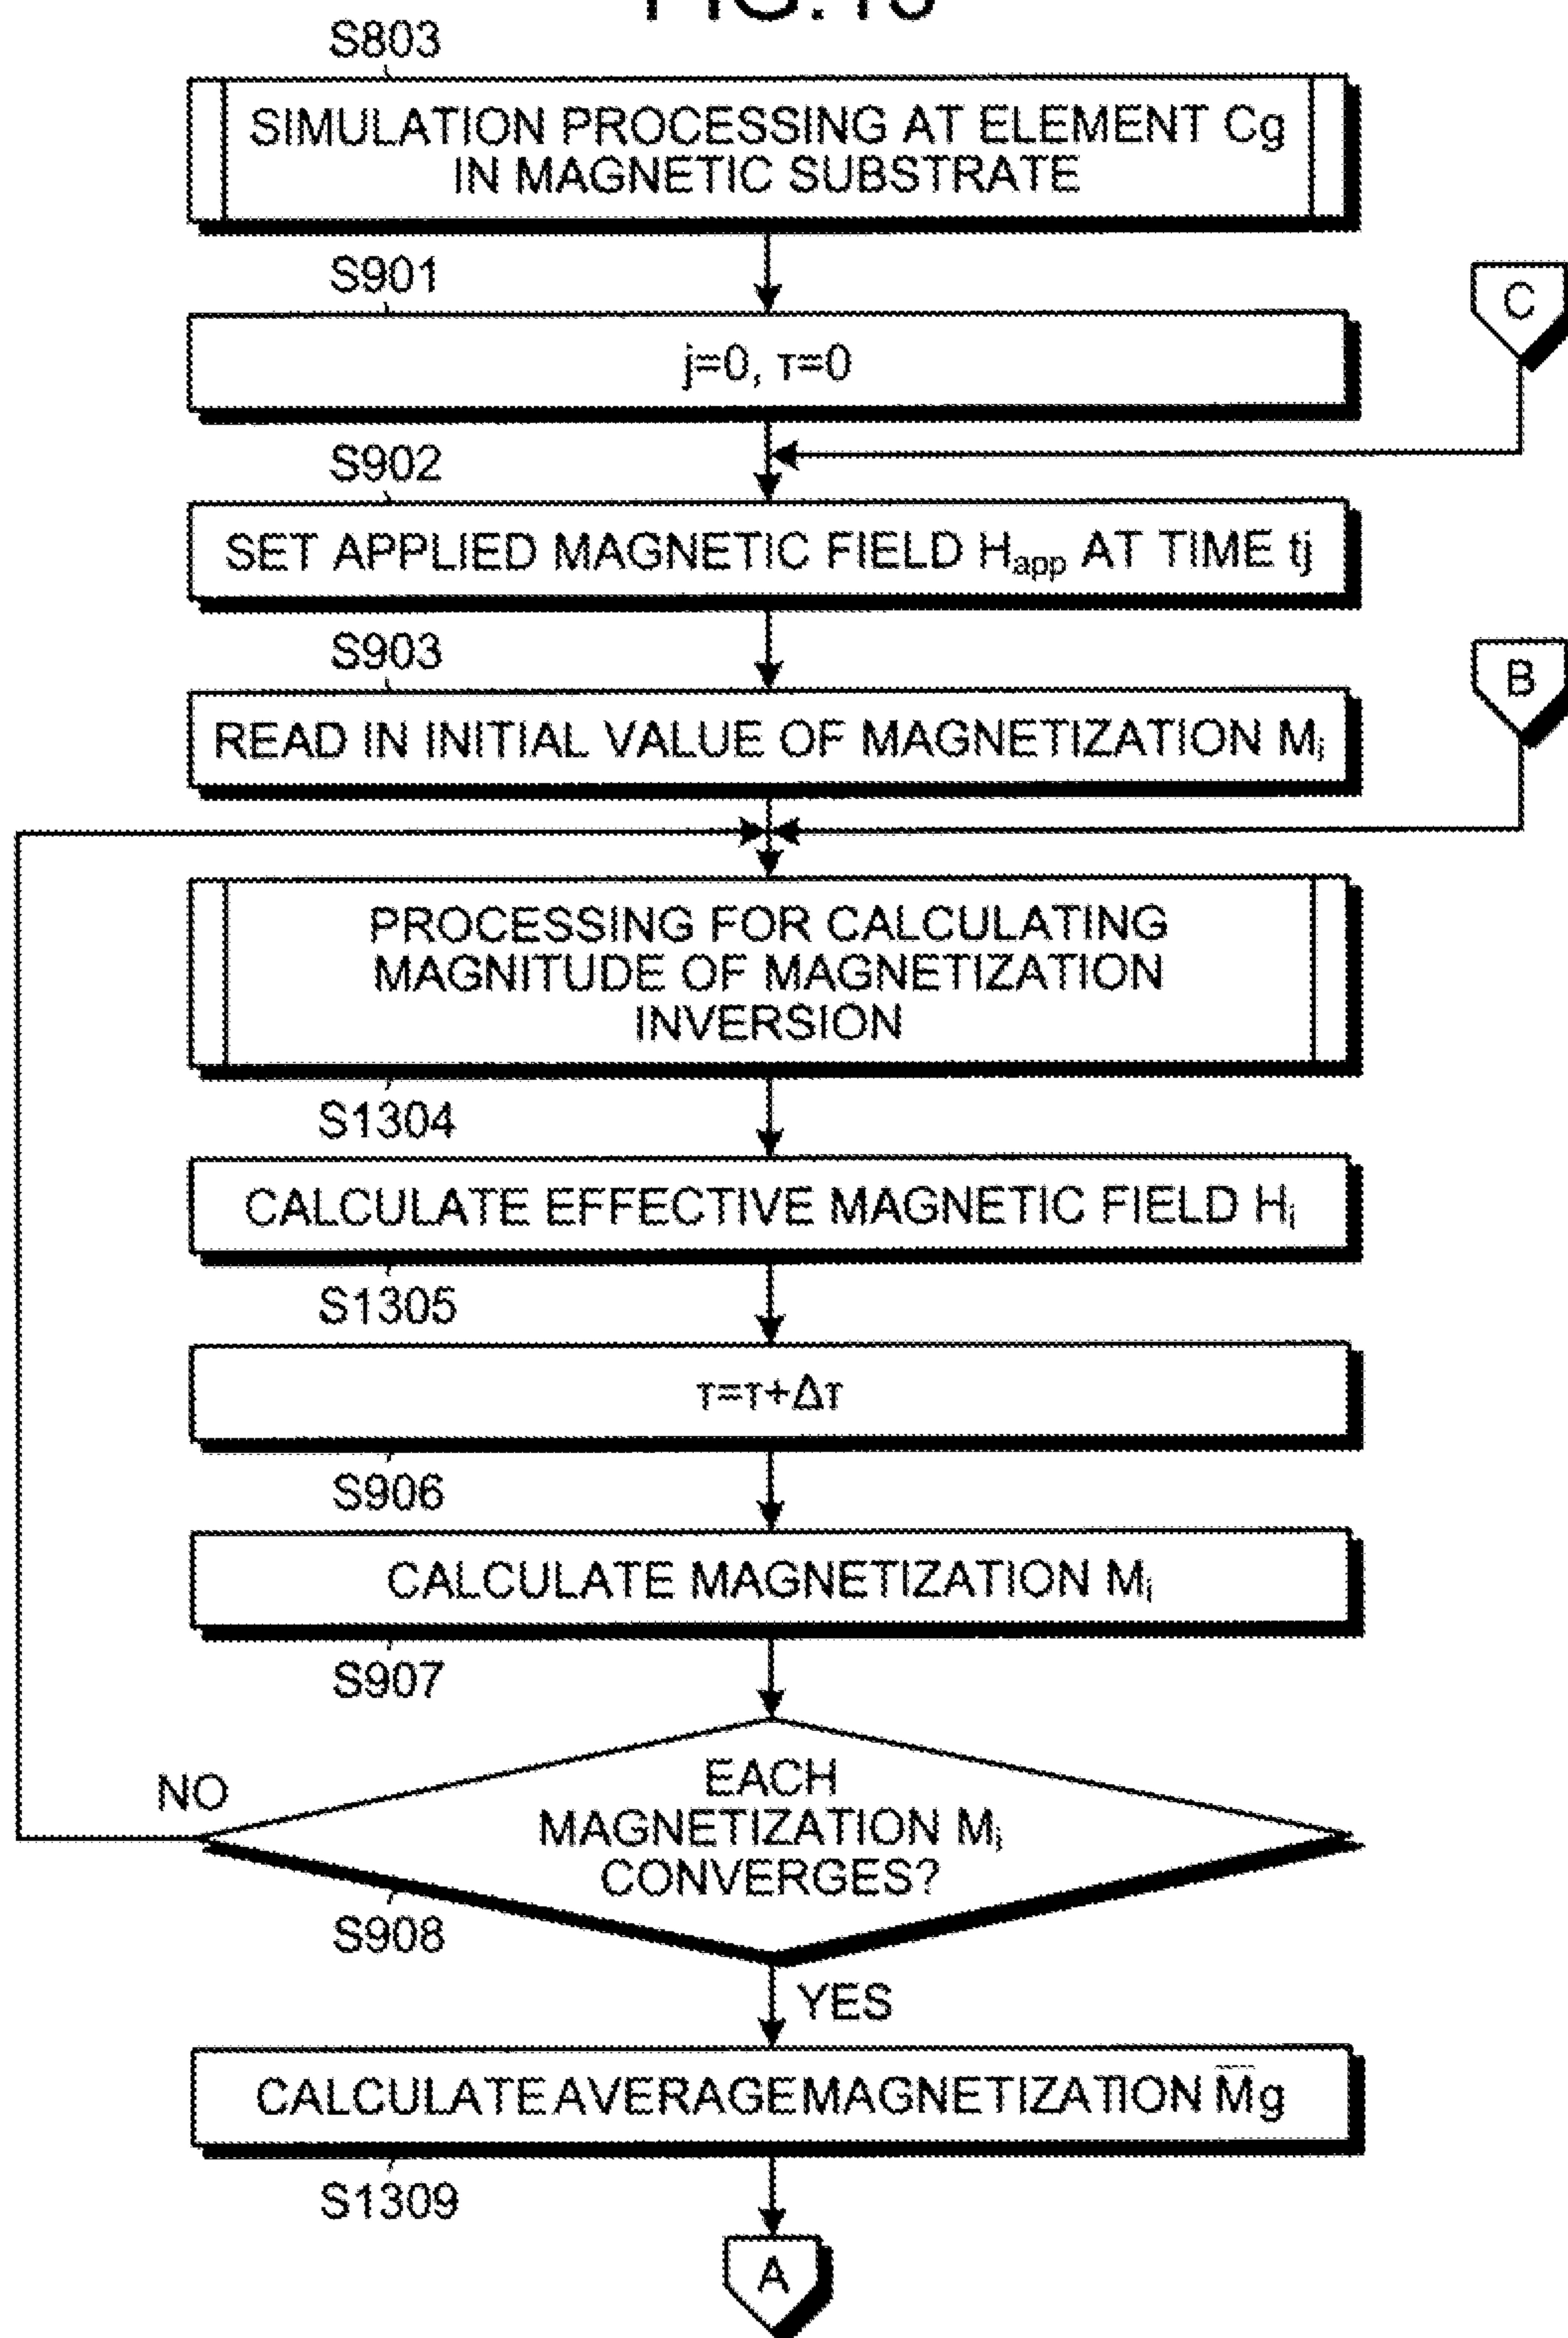 S803
SIMULATION PROCESSING AT ELEMENT Cg
IN MAGNETIC SUBSTRATE
S901
j=0, τ=0
C
S902
SET APPLIED MAGNETIC FIELD Happ AT TIME tj
S903
READ IN INITIAL VALUE OF MAGNETIZATION Mi
B
PROCESSING FOR CALCULATING
MAGNITUDE OF MAGNETIZATION
INVERSION
S1304
CALCULATE EFFECTIVE MAGNETIC FIELD Hi
S1305
τ=τ+Δτ
S906
CALCULATE MAGNETIZATION Mi
S907
NO
EACH
MAGNETIZATION Mi
CONVERGES?
S908
YES
CALCULATE AVERAGE MAGNETIZATION M̅g
S1309
A